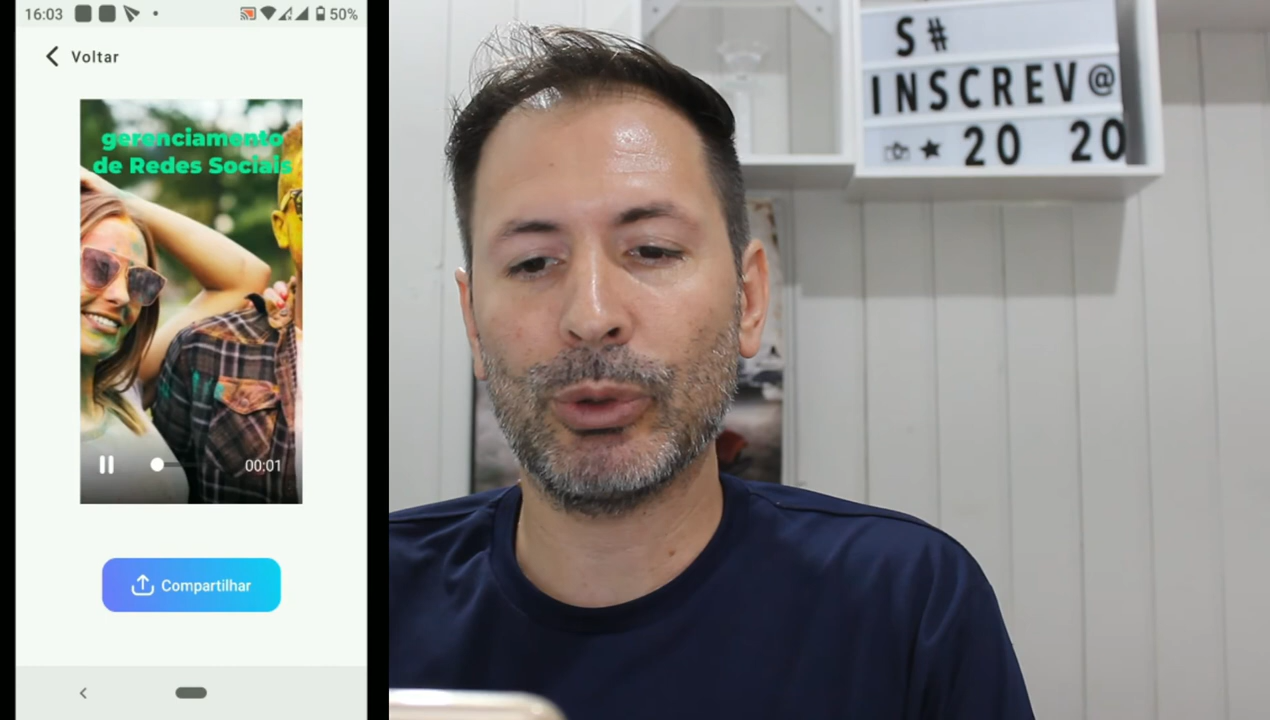 16:03
50%
Voltar
gerenciamento
de Redes Sociais
00:01
Compartilhar
S#
INSCREV@
20 20